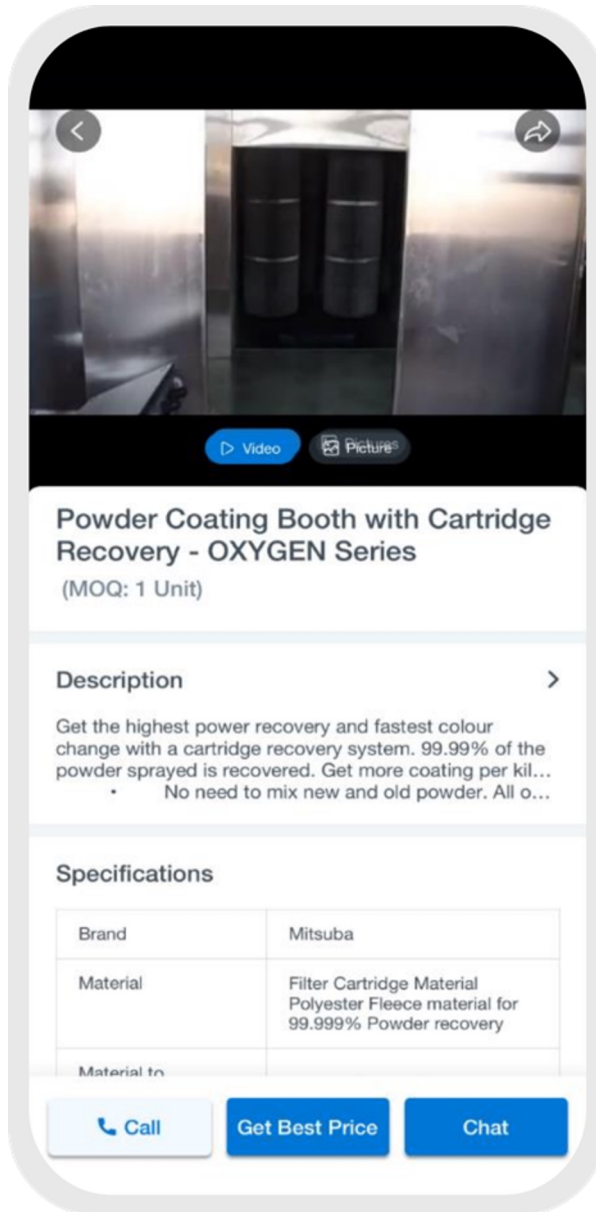 Video
Picture
Powder Coating Booth with Cartridge
Recovery - OXYGEN Series
(MOQ: 1 Unit)
Description
Get the highest power recovery and fastest colour
change with a cartridge recovery system. 99.99% of the
powder sprayed is recovered. Get more coating per kil...
• No need to mix new and old powder. All o...
Specifications
Brand
Mitsuba
Material
Filter Cartridge Material
Polyester Fleece material for
99.999% Powder recovery
Material to
Call
Get Best Price
Chat